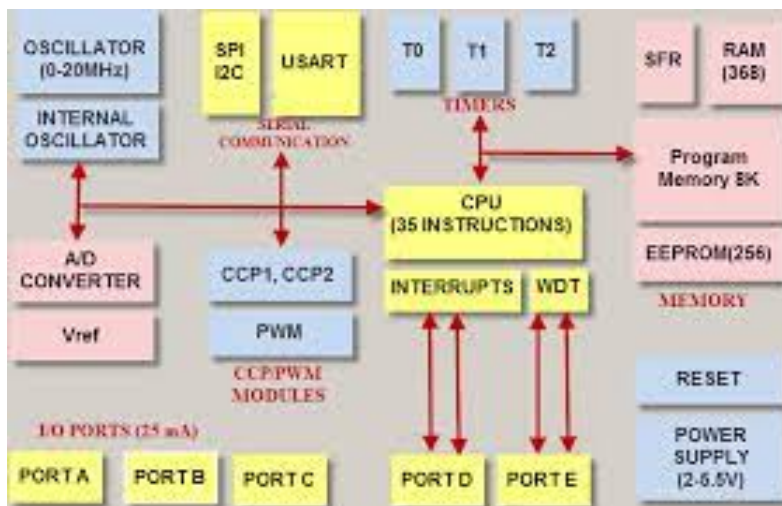 OSCILLATOR
(0-20MHz)
INTERNAL
OSCILLATOR
SPI
I2C
USART
SERIAL
COMMUNICATION
T0
T1
T2
TIMERS
SFR
RAM
(368)
Program
Memory 8K
EEPROM(256)
MEMORY
CPU
(35 INSTRUCTIONS)
INTERRUPTS
WDT
A/D
CONVERTER
Vref
CCP1, CCP2
PWM
CCP/PWM
MODULES
RESET
POWER
SUPPLY
(2-5.5V)
I/O PORTS (25 mA)
PORT A
PORT B
PORT C
PORT D
PORT E